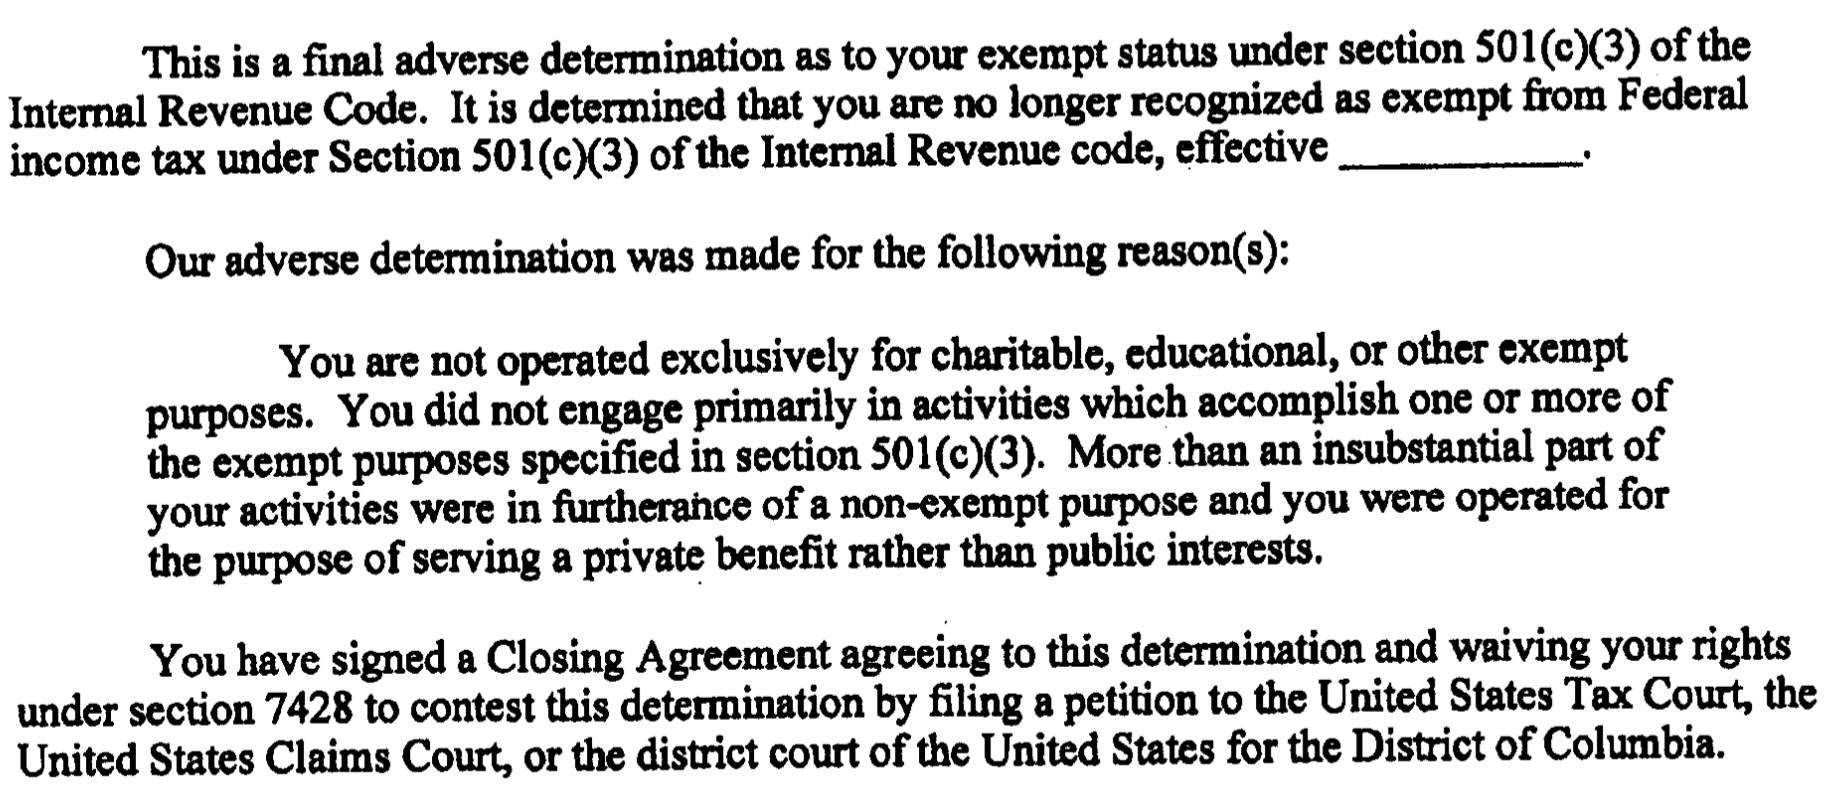 This is a final adverse determination as to your exempt status under section 501(c)(3) of the
Internal Revenue Code.  It is determined that you are no longer recognized as exempt from Federal
income tax under Section 501(c)(3) of the Internal Revenue code, effective ____________.
Our adverse determination was made for the following reason(s):
You are not operated exclusively for charitable, educational, or other exempt
purposes.  You did not engage primarily in activities which accomplish one or more of
the exempt purposes specified in section 501(c)(3).  More than an insubstantial part of
your activities were in furtherance of a non-exempt purpose and you were operated for
the purpose of serving a private benefit rather than public interests.
You have signed a Closing Agreement agreeing to this determination and waiving your rights
under section 7428 to contest this determination by filing a petition to the United States Tax Court, the
United States Claims Court, or the district court of the United States for the District of Columbia.